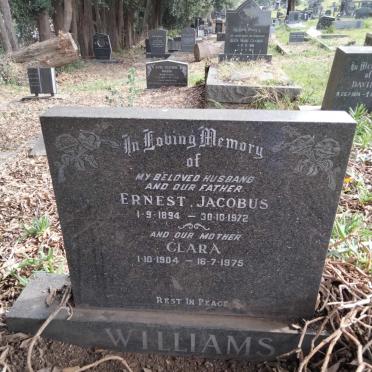 In Loving Memory
of
MY BELOVED HUSBAND
AND OUR FATHER
ERNEST JACOBUS
1·9·1894 — 30·10·1972
AND OUR MOTHER
CLARA
1·10·1904 — 16·7·1975
REST IN PEACE
WILLIAMS